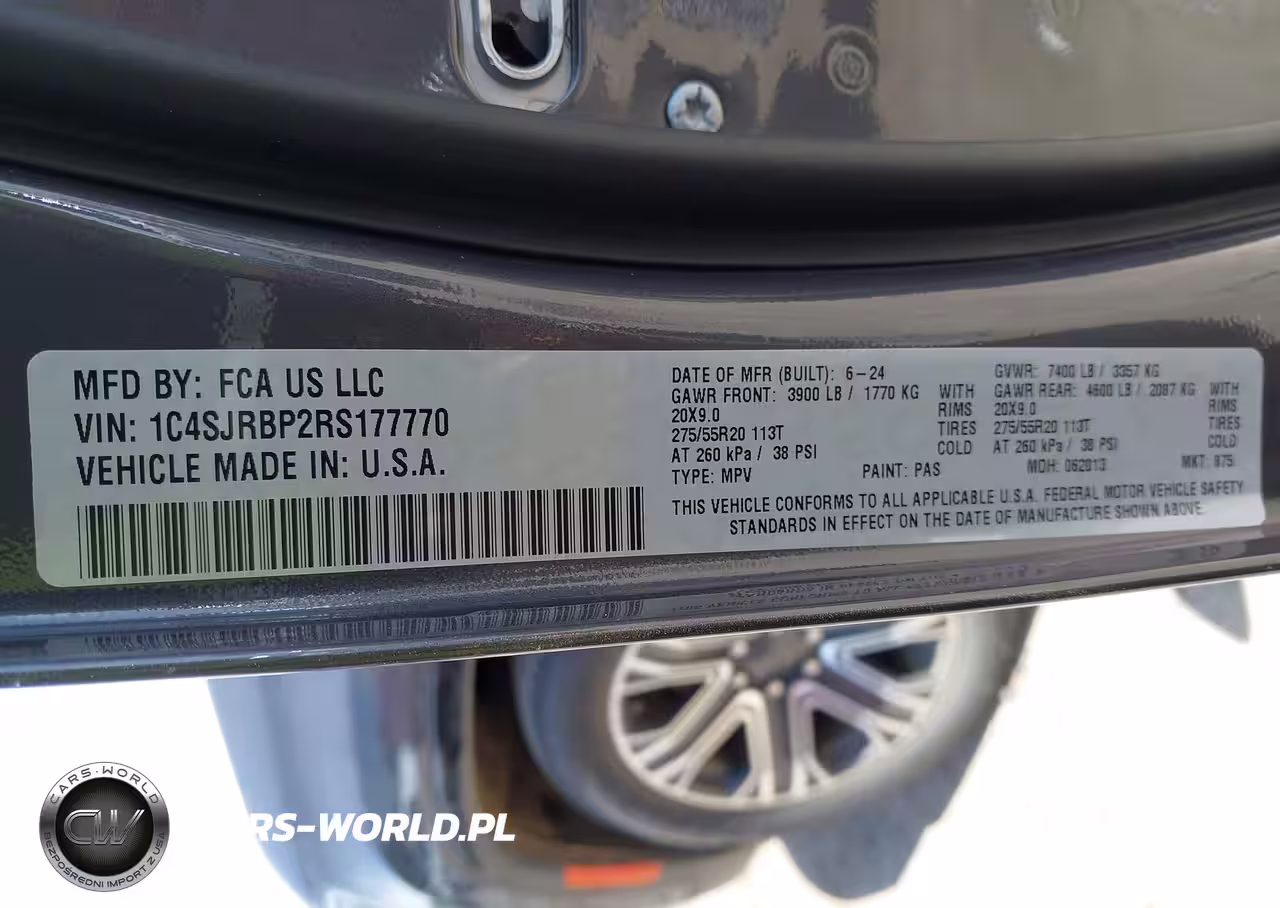 MFD BY: FCA US LLC
VIN: 1C4SJRBP2RS177770
VEHICLE MADE IN: U.S.A.
DATE OF MFR (BUILT): 6-24
GAWR FRONT: 3900 LB / 1770 KG WITH
20X9.0 RIMS
275/55R20 113T TIRES
AT 260 kPa / 38 PSI COLD
TYPE: MPV PAINT: PAS
GVWR: 7400 LB / 3357 KG
GAWR REAR: 4600 LB / 2087 KG WITH
20X9.0 RIMS
275/55R20 113T TIRES
AT 260 kPa / 38 PSI COLD
MDH: 062013 MKT: 875
THIS VEHICLE CONFORMS TO ALL APPLICABLE U.S.A. FEDERAL MOTOR VEHICLE SAFETY
STANDARDS IN EFFECT ON THE DATE OF MANUFACTURE SHOWN ABOVE.
CARS-WORLD
CW
BEZPOŚREDNI IMPORT Z USA
RS-WORLD.PL